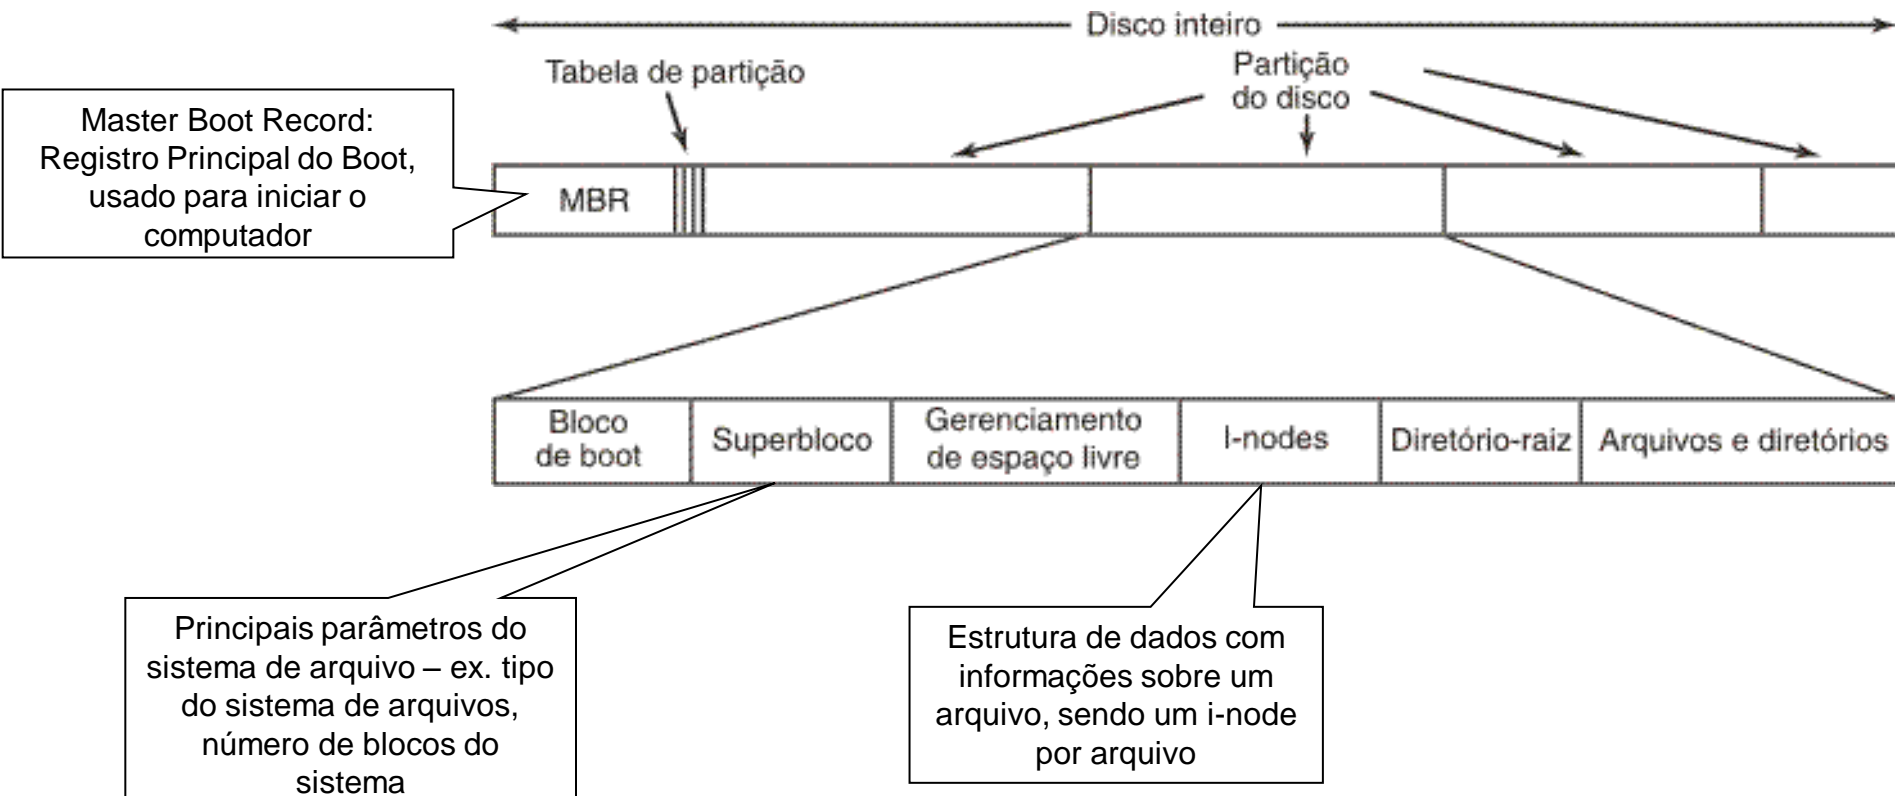 Disco inteiro
Tabela de partição
Partição
do disco
Master Boot Record:
Registro Principal do Boot,
usado para iniciar o
computador
MBR
Bloco
de boot
Superbloco
Gerenciamento
de espaço livre
I-nodes
Diretório-raiz
Arquivos e diretórios
Principais parâmetros do
sistema de arquivo – ex. tipo
do sistema de arquivos,
número de blocos do
sistema
Estrutura de dados com
informações sobre um
arquivo, sendo um i-node
por arquivo